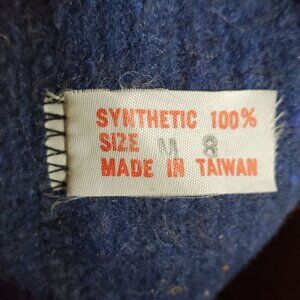 SYNTHETIC 100%
SIZE M 8
MADE IN TAIWAN